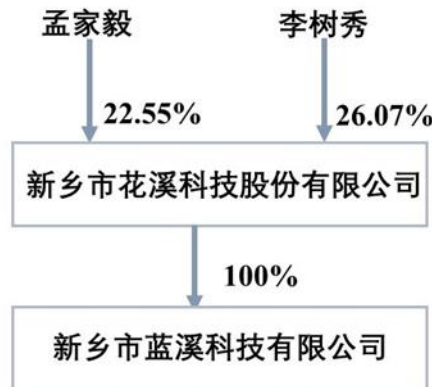 孟家毅
李树秀
22.55%
26.07%
新乡市花溪科技股份有限公司
100%
新乡市蓝溪科技有限公司